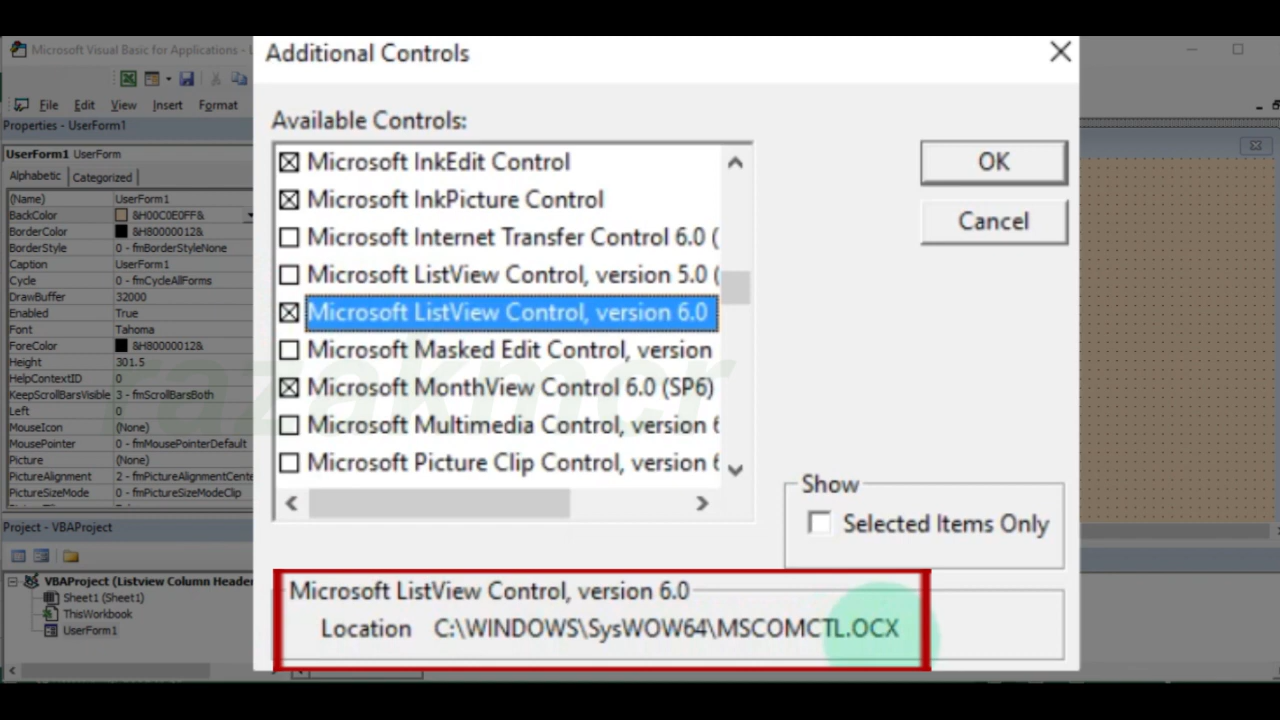 Microsoft Visual Basic for Applications -
File Edit View Insert Format
Properties - UserForm1
UserForm1 UserForm
Alphabetic Categorized
(Name) UserForm1
BackColor &H00C0E0FF&
BorderColor &H80000012&
BorderStyle 0 - fmBorderStyleNone
Caption UserForm1
Cycle 0 - fmCycleAllForms
DrawBuffer 32000
Enabled True
Font Tahoma
ForeColor &H80000012&
Height 301.5
HelpContextID 0
KeepScrollBarsVisible 3 - fmScrollBarsBoth
Left 0
MouseIcon (None)
MousePointer 0 - fmMousePointerDefault
Picture (None)
PictureAlignment 2 - fmPictureAlignmentCente
PictureSizeMode 0 - fmPictureSizeModeClip
Project - VBAProject
VBAProject (Listview Column Header
Sheet1 (Sheet1)
ThisWorkbook
UserForm1
Additional Controls
Available Controls:
Microsoft InkEdit Control
Microsoft InkPicture Control
Microsoft Internet Transfer Control 6.0 (
Microsoft ListView Control, version 5.0 (
Microsoft ListView Control, version 6.0
Microsoft Masked Edit Control, version
Microsoft MonthView Control 6.0 (SP6)
Microsoft Multimedia Control, version 6
Microsoft Picture Clip Control, version 6
OK
Cancel
Show
Selected Items Only
Microsoft ListView Control, version 6.0
Location C:\WINDOWS\SysWOW64\MSCOMCTL.OCX